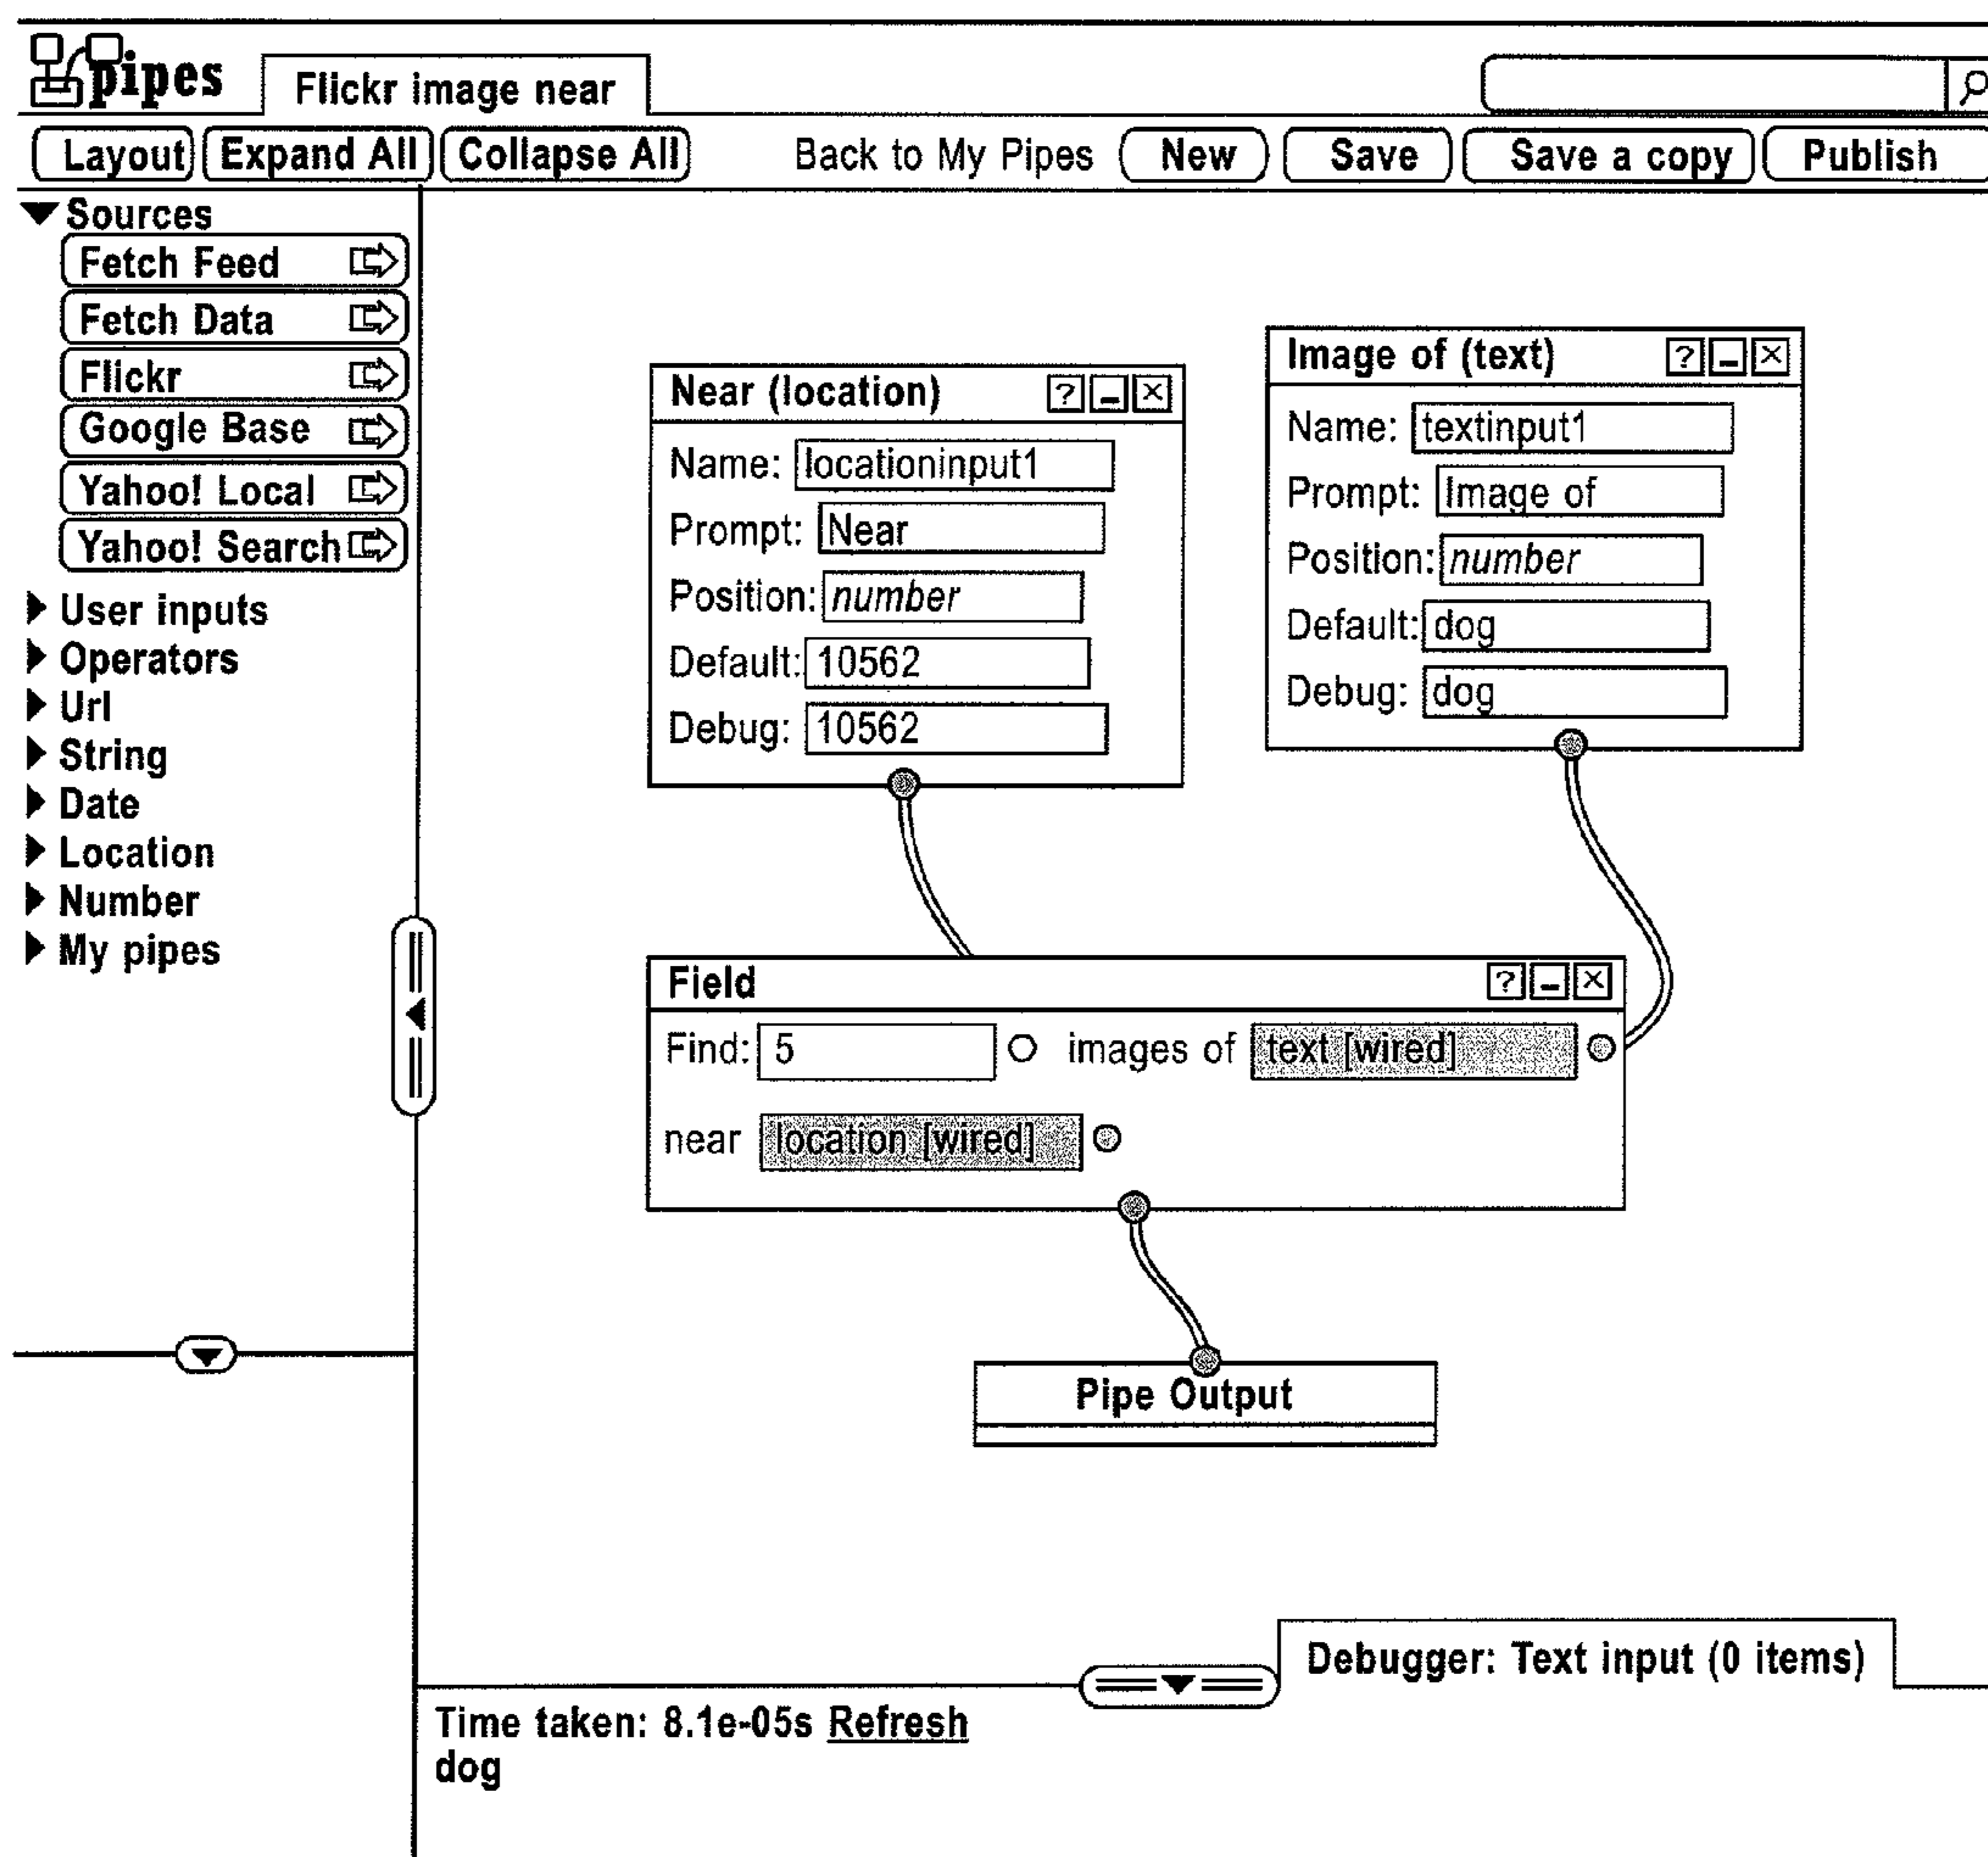 pipes
Flickr image near
Layout Expand All Collapse All Back to My Pipes New Save Save a copy Publish
Sources
Fetch Feed
Fetch Data
Flickr
Google Base
Yahoo! Local
Yahoo! Search
User inputs
Operators
Url
String
Date
Location
Number
My pipes
Near (location) ?
Name: locationinput1
Prompt: Near
Position: number
Default: 10562
Debug: 10562
Image of (text) ?
Name: textinput1
Prompt: Image of
Position: number
Default: dog
Debug: dog
Field ?
Find: 5 images of text [wired]
near location [wired]
Pipe Output
Debugger: Text input (0 items)
Time taken: 8.1e-05s Refresh
dog